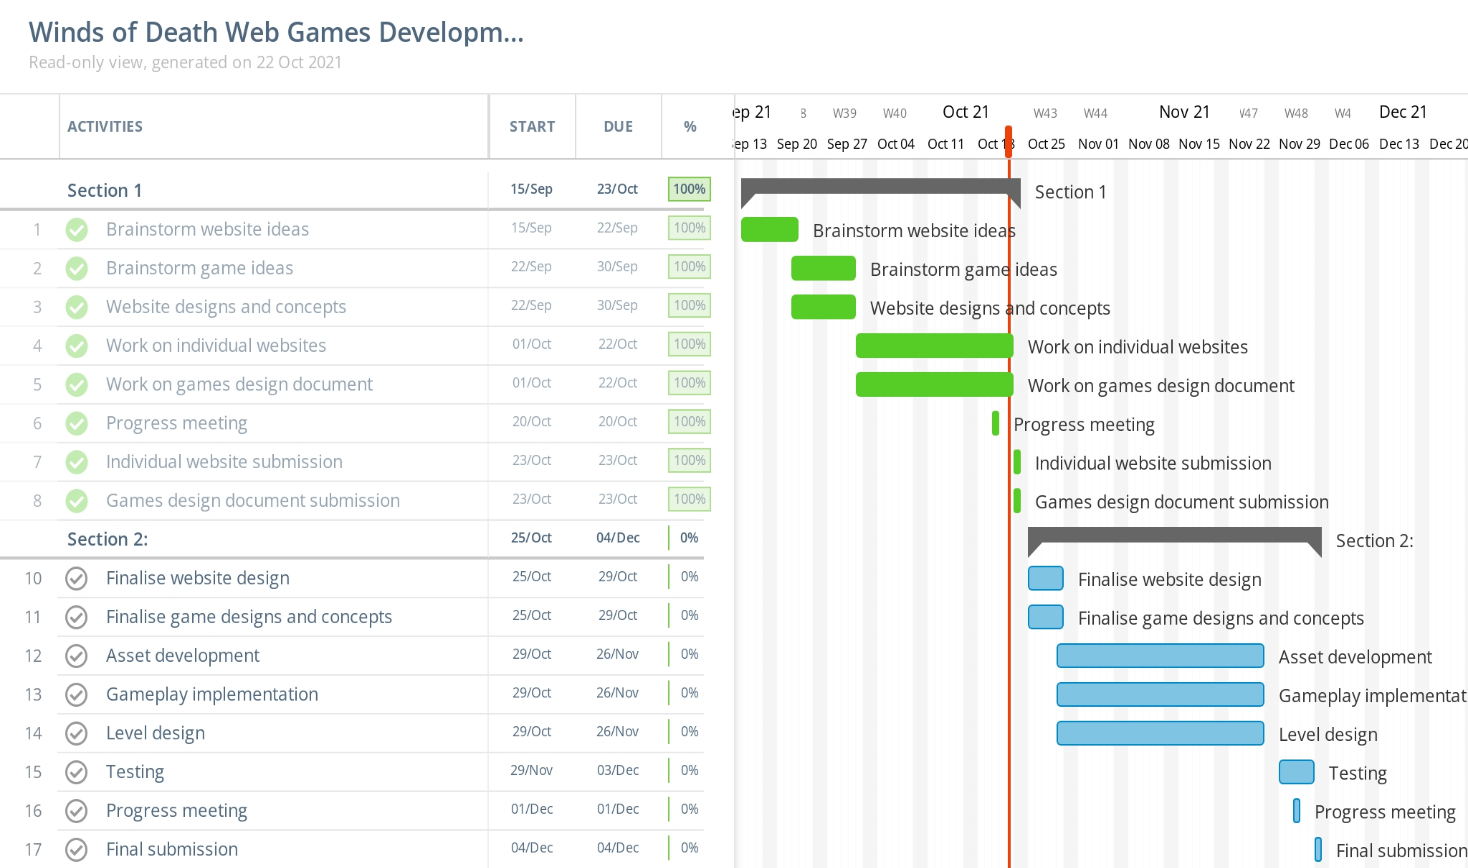 Winds of Death Web Games Developm...
Read-only view, generated on 22 Oct 2021
ACTIVITIES START DUE %
ep 21 8 W39 W40 Oct 21 W43 W44 Nov 21 W47 W48 W4 Dec 21
ep 13 Sep 20 Sep 27 Oct 04 Oct 11 Oct 18 Oct 25 Nov 01 Nov 08 Nov 15 Nov 22 Nov 29 Dec 06 Dec 13 Dec 20
Section 1 15/Sep 23/Oct 100% Section 1
1 Brainstorm website ideas 15/Sep 22/Sep 100% Brainstorm website ideas
2 Brainstorm game ideas 22/Sep 30/Sep 100% Brainstorm game ideas
3 Website designs and concepts 22/Sep 30/Sep 100% Website designs and concepts
4 Work on individual websites 01/Oct 22/Oct 100% Work on individual websites
5 Work on games design document 01/Oct 22/Oct 100% Work on games design document
6 Progress meeting 20/Oct 20/Oct 100% Progress meeting
7 Individual website submission 23/Oct 23/Oct 100% Individual website submission
8 Games design document submission 23/Oct 23/Oct 100% Games design document submission
Section 2: 25/Oct 04/Dec 0% Section 2:
10 Finalise website design 25/Oct 29/Oct 0% Finalise website design
11 Finalise game designs and concepts 25/Oct 29/Oct 0% Finalise game designs and concepts
12 Asset development 29/Oct 26/Nov 0% Asset development
13 Gameplay implementation 29/Oct 26/Nov 0% Gameplay implementat
14 Level design 29/Oct 26/Nov 0% Level design
15 Testing 29/Nov 03/Dec 0% Testing
16 Progress meeting 01/Dec 01/Dec 0% Progress meeting
17 Final submission 04/Dec 04/Dec 0% Final submission